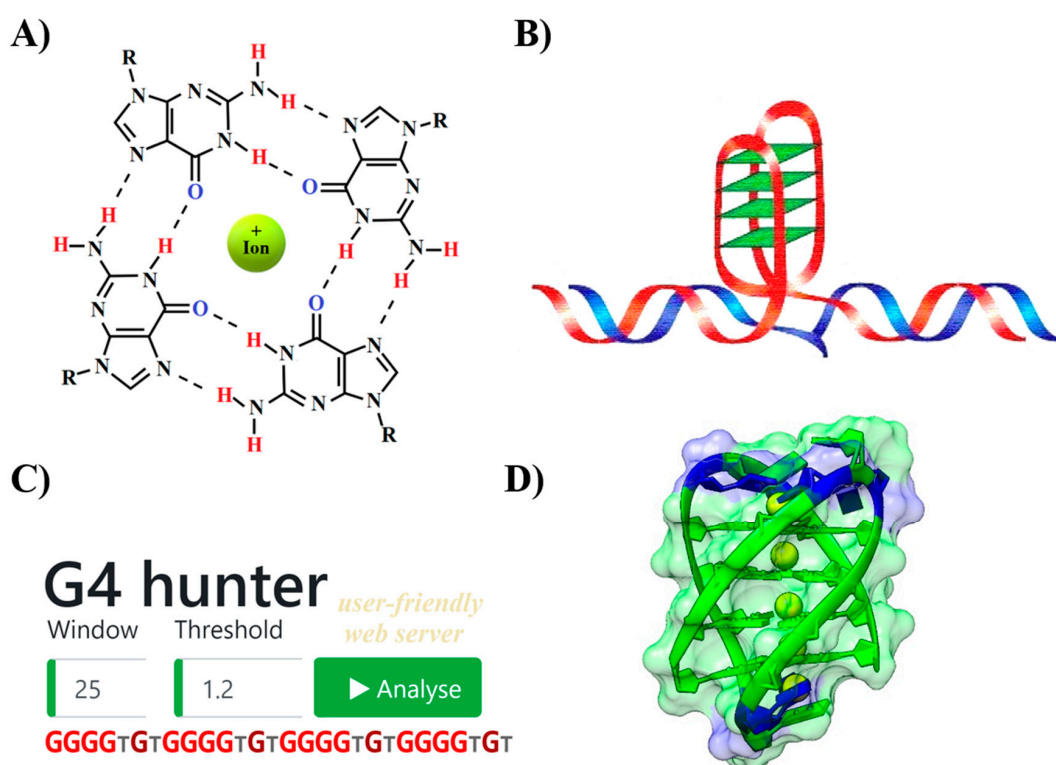 A)
B)
R
H
N
N
N
H
N
R
N
N
H
O
N
O
N
H
H
N
N
H
+
Ion
H
N
N
H
N
O
O
H
N
N
H
N
N
R
H
N
N
N
H
R
C)
D)
G4 hunter
user-friendly
web server
Window
Threshold
25
1.2
Analyse
GGGGTGTGGGGTGTGGGGTGTGGGGTGT